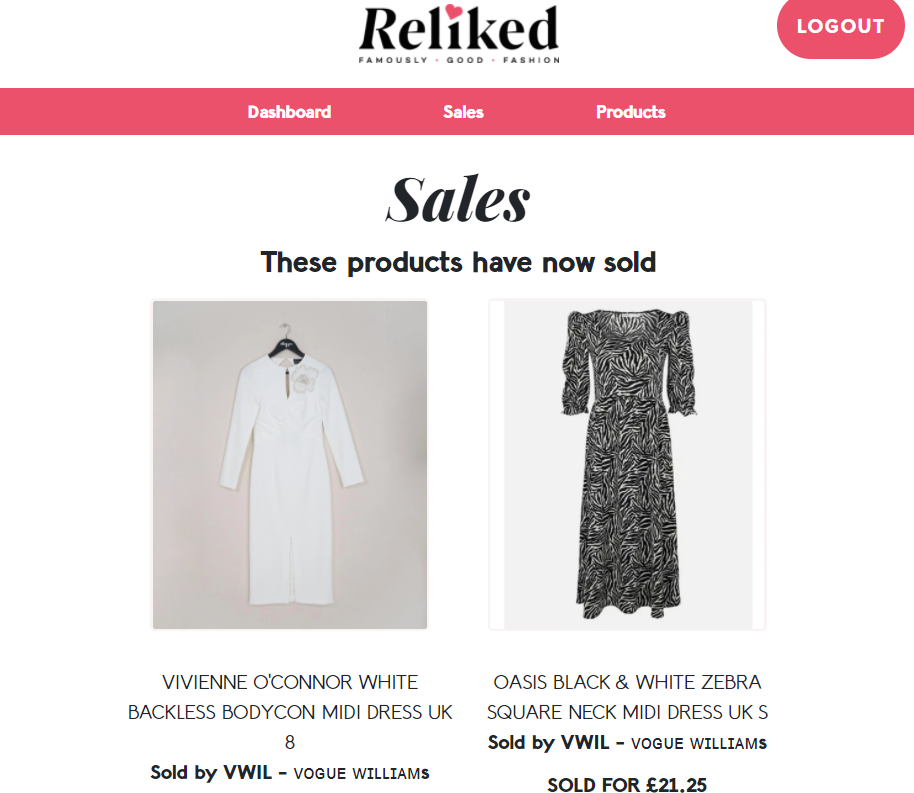 Reliked
FAMOUSLY • GOOD • FASHION
LOGOUT
Dashboard
Sales
Products
Sales
These products have now sold
VIVIENNE O'CONNOR WHITE
BACKLESS BODYCON MIDI DRESS UK
8
Sold by VWIL - VOGUE WILLIAMs
OASIS BLACK & WHITE ZEBRA
SQUARE NECK MIDI DRESS UK S
Sold by VWIL - VOGUE WILLIAMs
SOLD FOR £21.25